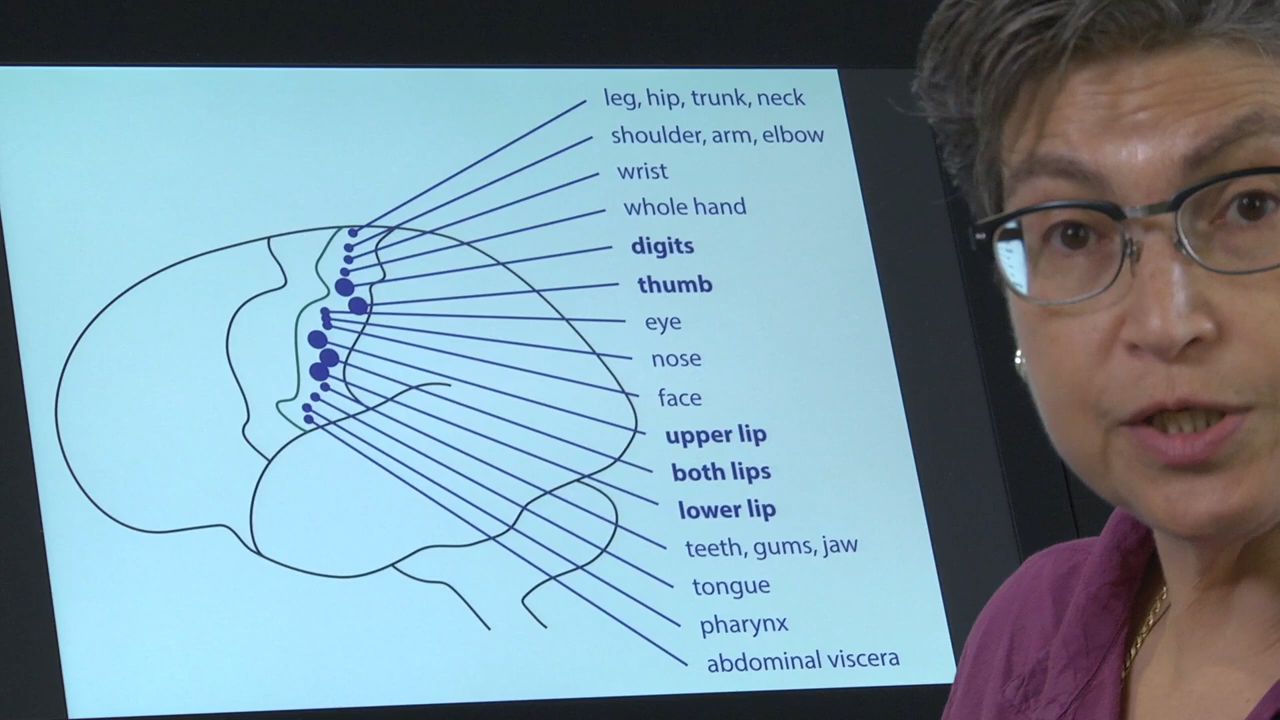 leg, hip, trunk, neck
shoulder, arm, elbow
wrist
whole hand
digits
thumb
eye
nose
face
upper lip
both lips
lower lip
teeth, gums, jaw
tongue
pharynx
abdominal viscera